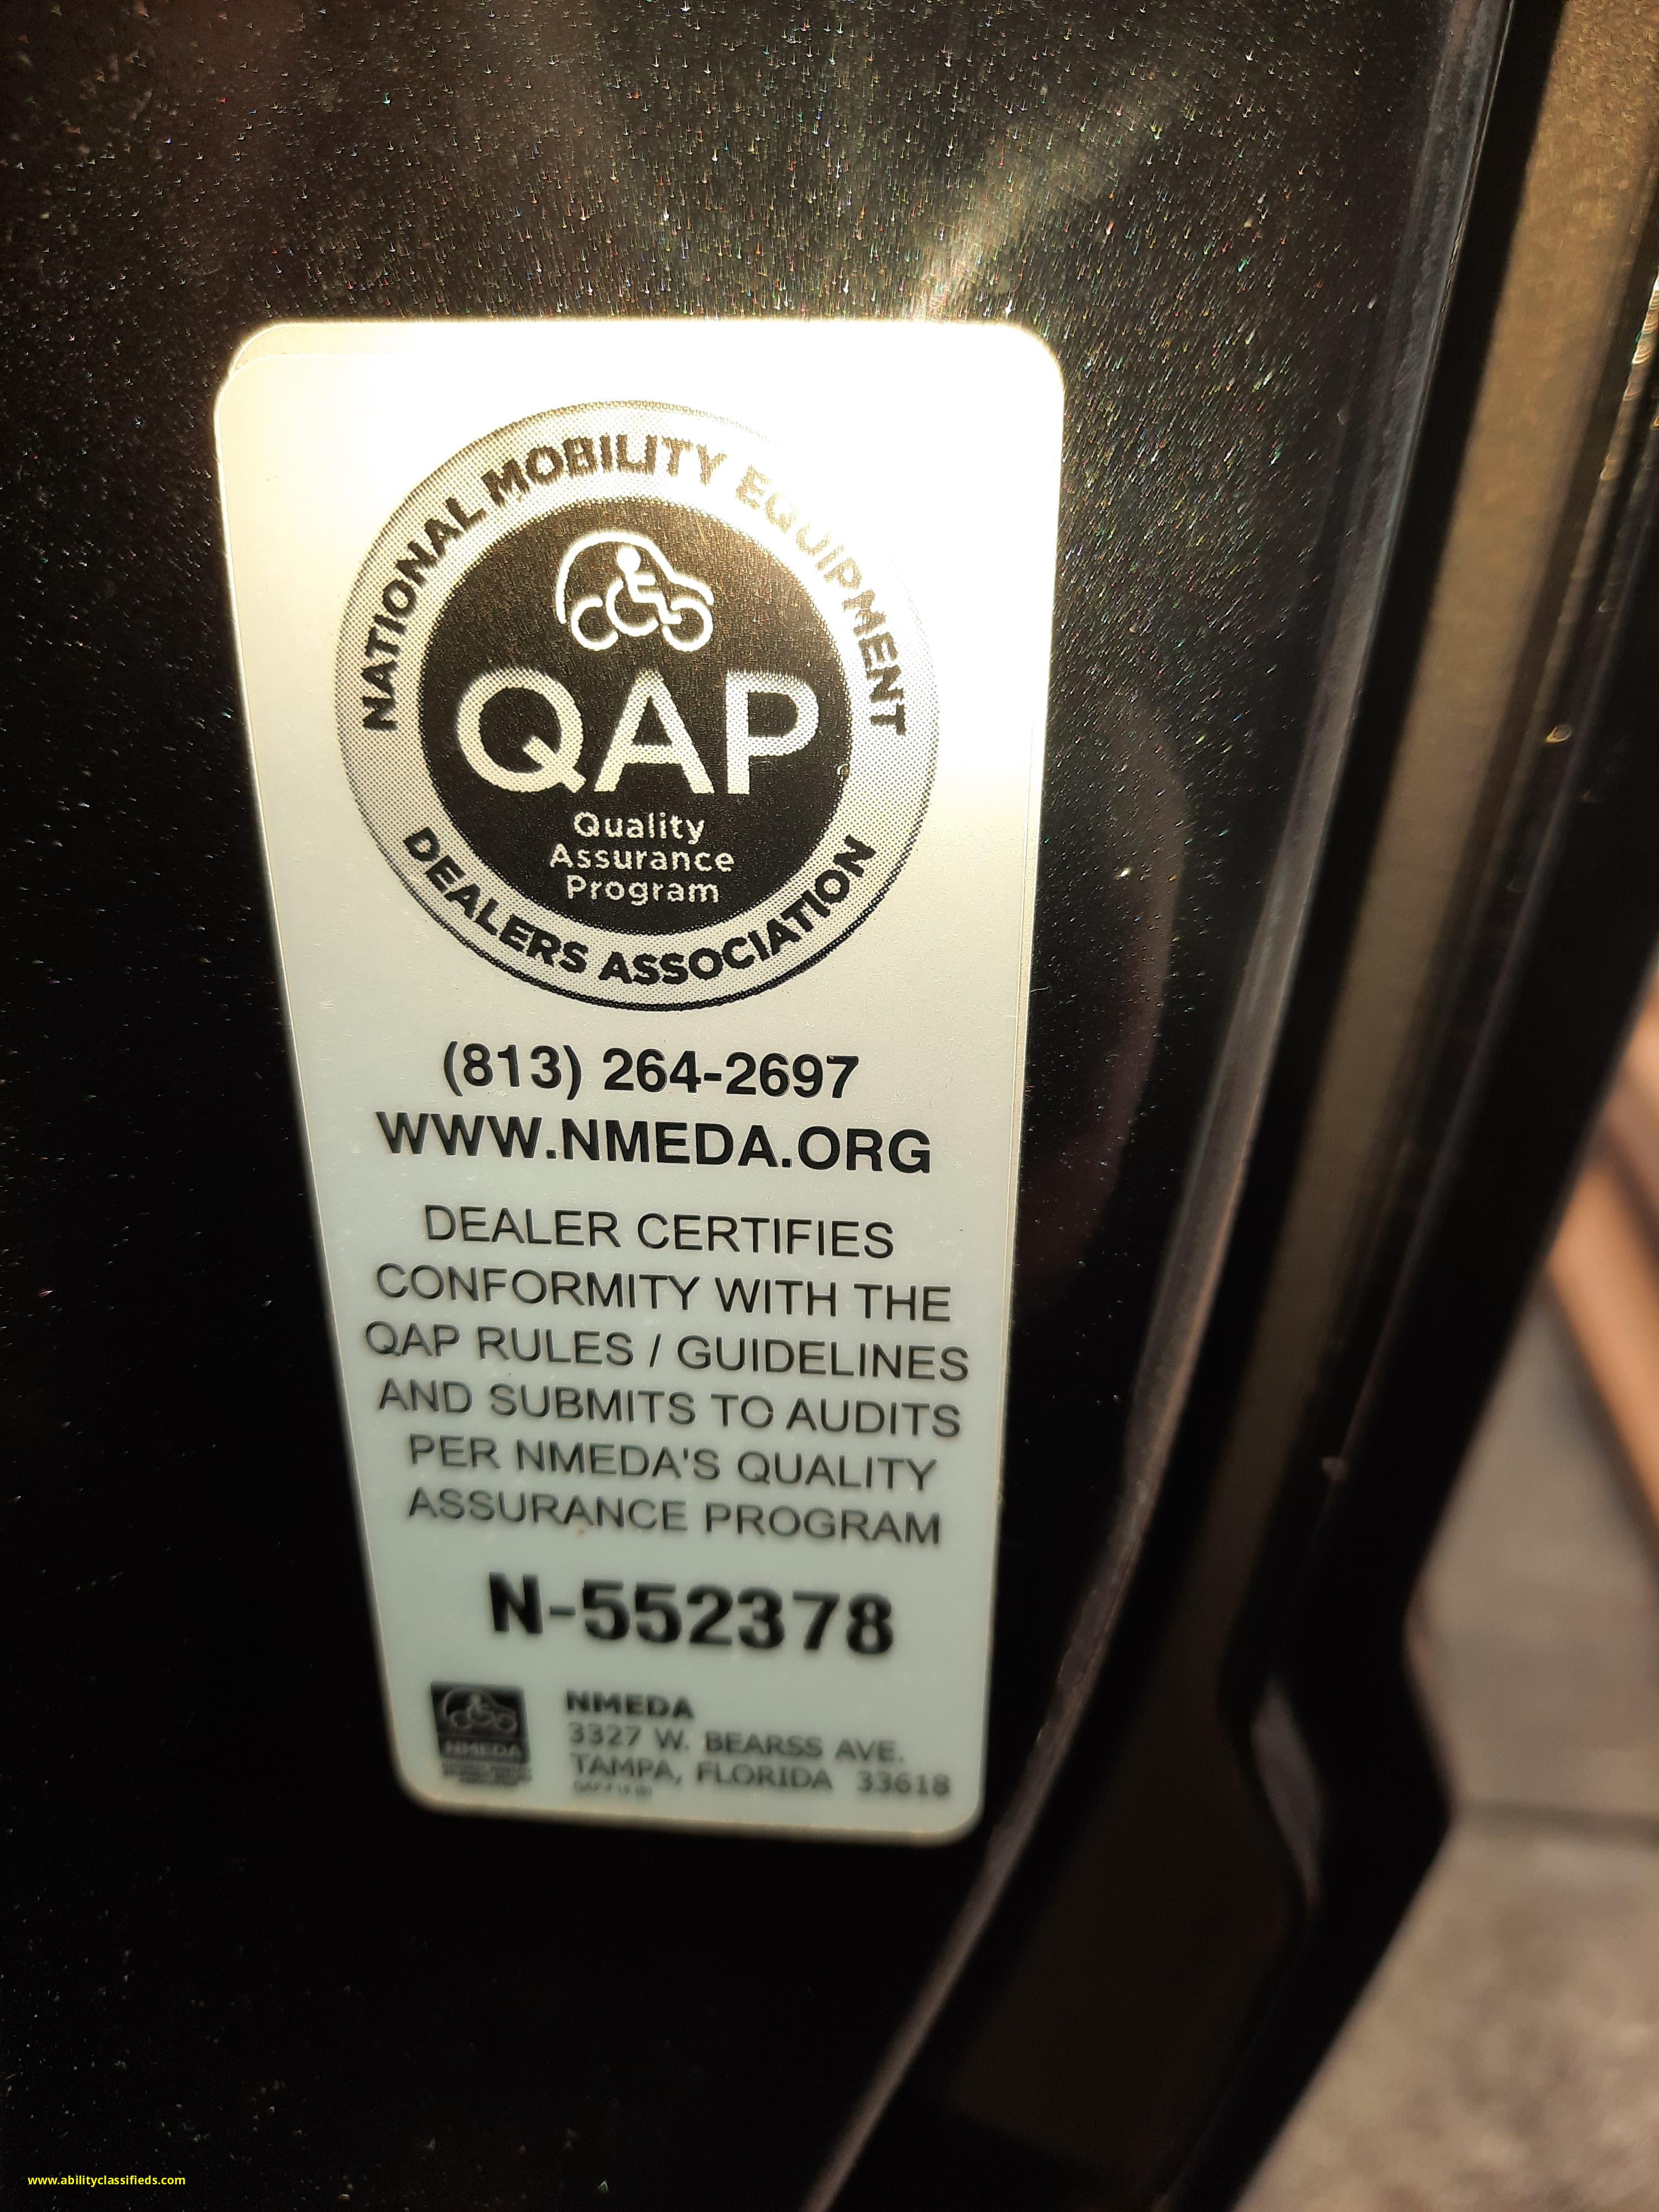 NATIONAL MOBILITY EQUIPMENT
QAP
Quality
Assurance
Program
DEALERS ASSOCIATION
(813) 264-2697
WWW.NMEDA.ORG
DEALER CERTIFIES
CONFORMITY WITH THE
QAP RULES / GUIDELINES
AND SUBMITS TO AUDITS
PER NMEDA'S QUALITY
ASSURANCE PROGRAM
N-552378
NMEDA
NMEDA
3327 W. BEARSS AVE.
TAMPA, FLORIDA 33618
www.abilityclassifieds.com